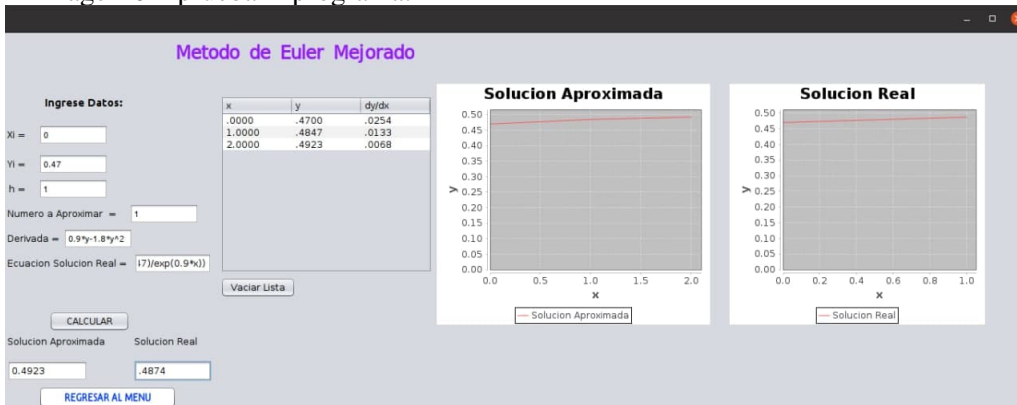 Metodo de Euler Mejorado
Ingrese Datos:
Xi = 0
Yi = 0.47
h = 1
Numero a Aproximar = 1
Derivada = 0.9*y-1.8*y^2
Ecuacion Solucion Real = i7)/exp(0.9*x))
CALCULAR
Solucion Aproximada Solucion Real
0.4923 .4874
REGRESAR AL MENU
x y dy/dx
.0000 .4700 .0254
1.0000 .4847 .0133
2.0000 .4923 .0068
Vaciar Lista
Solucion Aproximada
0.50
0.45
0.40
0.35
0.30
0.25
0.20
0.15
0.10
0.05
0.00
y
0.0 0.5 1.0 1.5 2.0
x
Solucion Aproximada
Solucion Real
0.50
0.45
0.40
0.35
0.30
0.25
0.20
0.15
0.10
0.05
0.00
y
0.0 0.2 0.4 0.6 0.8 1.0
x
Solucion Real